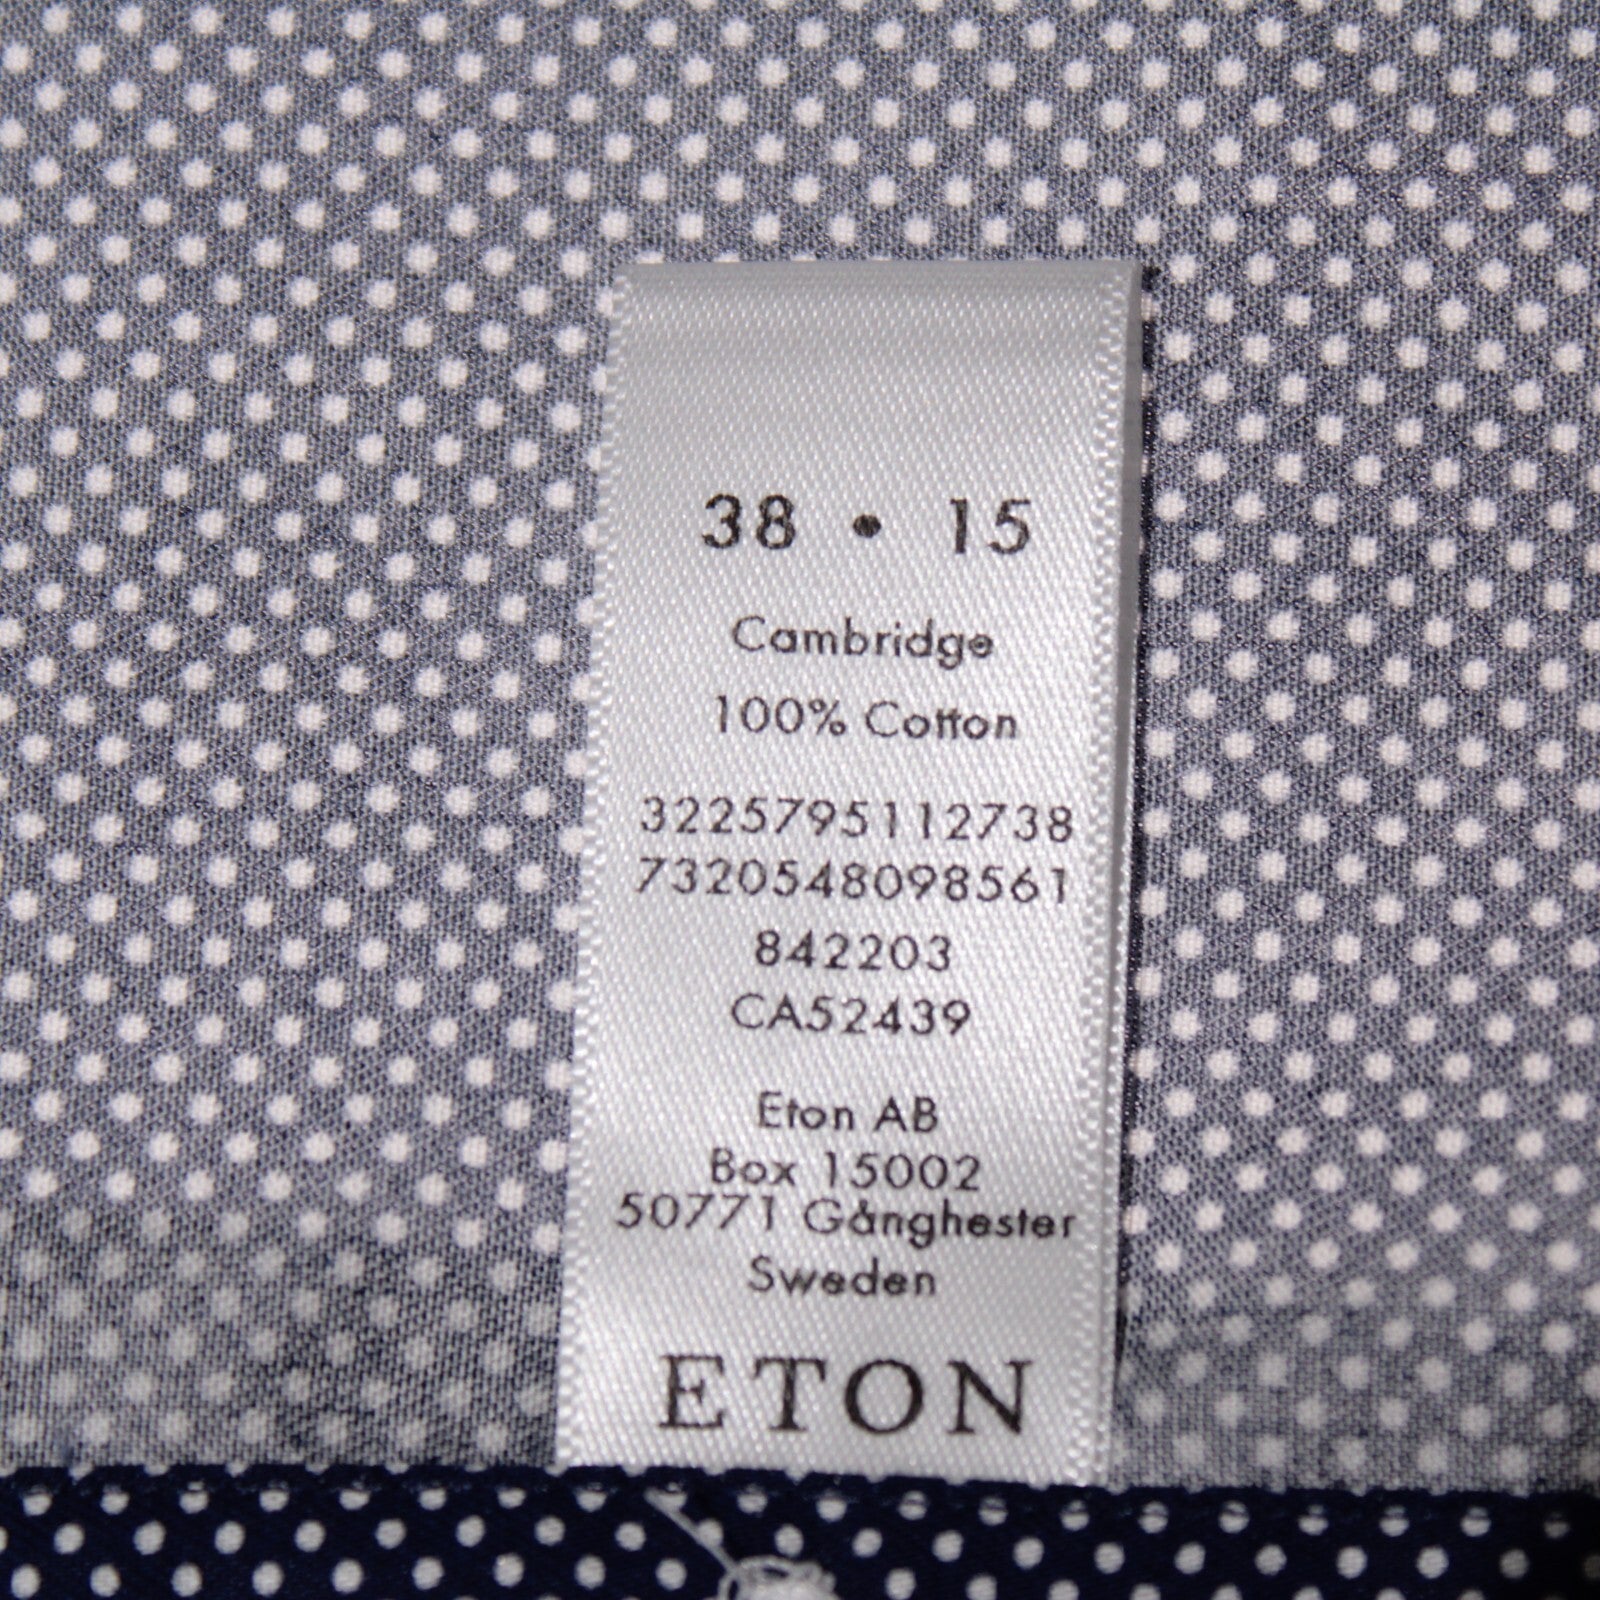 38 • 15
Cambridge
100% Cotton
3225795112738
7320548098561
842203
CA52439
Eton AB
Box 15002
50771 Gånghester
Sweden
ETON